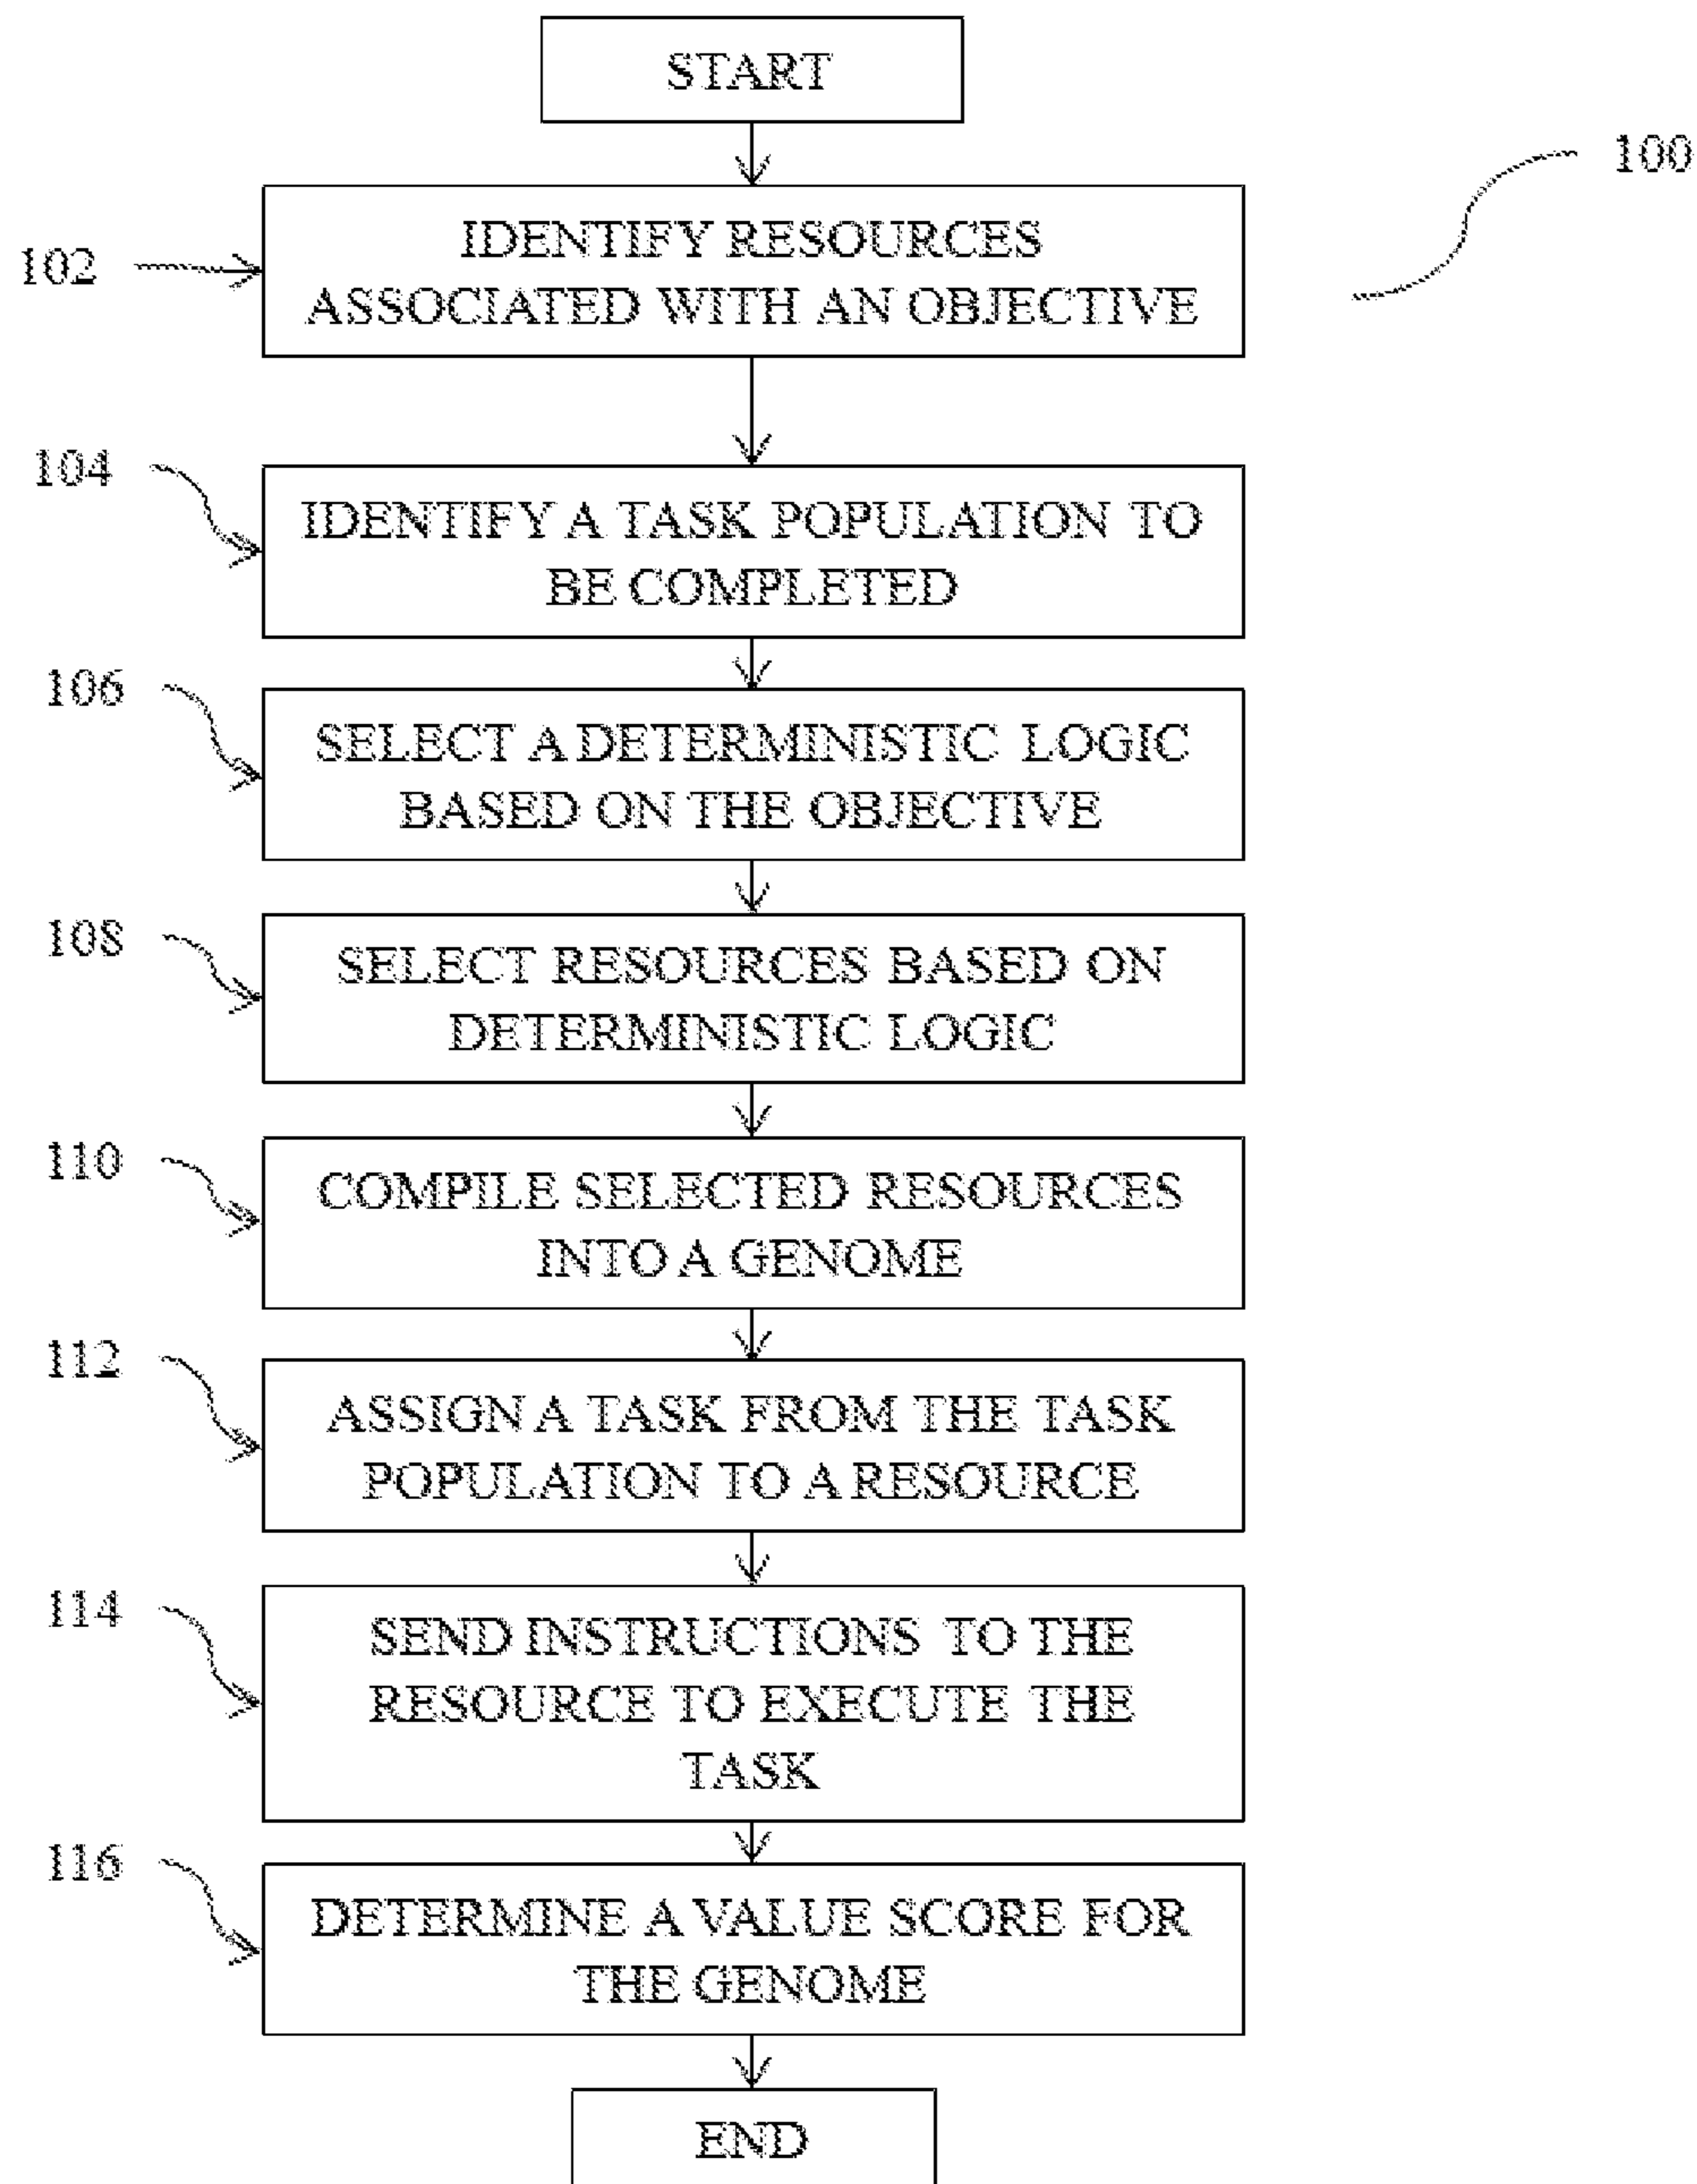 START
100
102
IDENTIFY RESOURCES
ASSOCIATED WITH AN OBJECTIVE
104
IDENTIFY A TASK POPULATION TO
BE COMPLETED
106
SELECT A DETERMINISTIC LOGIC
BASED ON THE OBJECTIVE
108
SELECT RESOURCES BASED ON
DETERMINISTIC LOGIC
110
COMPILE SELECTED RESOURCES
INTO A GENOME
112
ASSIGN A TASK FROM THE TASK
POPULATION TO A RESOURCE
114
SEND INSTRUCTIONS TO THE
RESOURCE TO EXECUTE THE
TASK
116
DETERMINE A VALUE SCORE FOR
THE GENOME
END